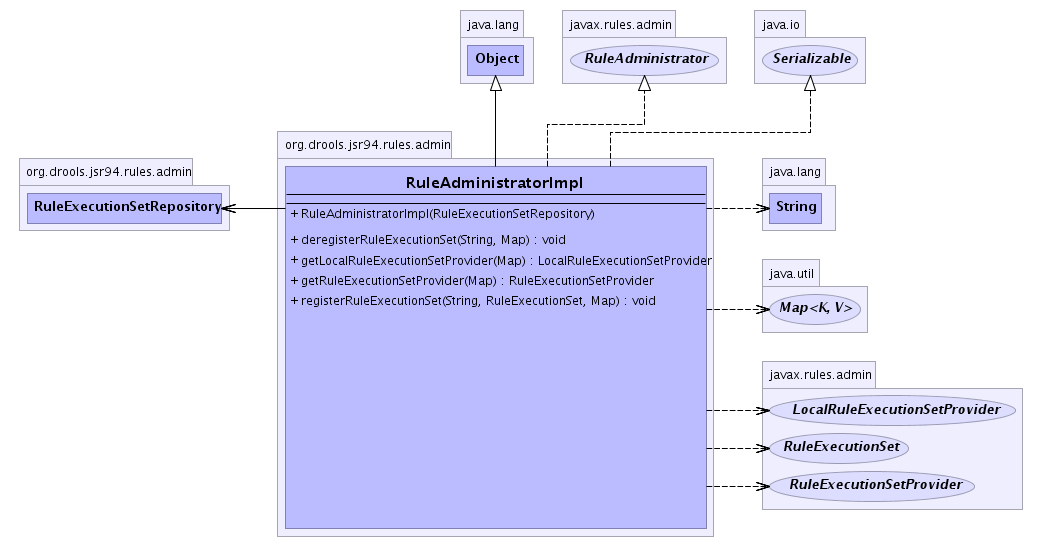 java.lang
Object
javax.rules.admin
RuleAdministrator
java.io
Serializable
org.drools.jsr94.rules.admin
RuleExecutionSetRepository
org.drools.jsr94.rules.admin
RuleAdministratorImpl
+ RuleAdministratorImpl(RuleExecutionSetRepository)
+ deregisterRuleExecutionSet(String, Map) : void
+ getLocalRuleExecutionSetProvider(Map) : LocalRuleExecutionSetProvider
+ getRuleExecutionSetProvider(Map) : RuleExecutionSetProvider
+ registerRuleExecutionSet(String, RuleExecutionSet, Map) : void
java.lang
String
java.util
Map<K, V>
javax.rules.admin
LocalRuleExecutionSetProvider
RuleExecutionSet
RuleExecutionSetProvider